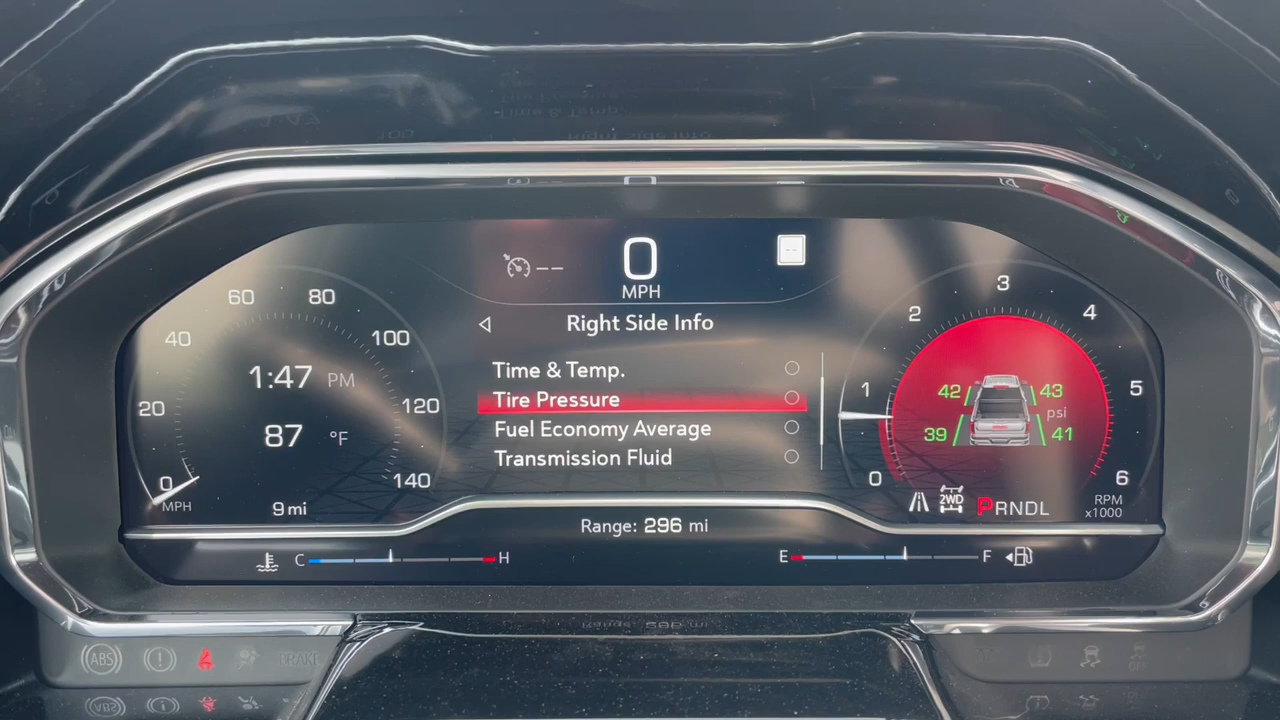 0
MPH
--
--
Right Side Info
Time & Temp.
Tire Pressure
Fuel Economy Average
Transmission Fluid
0
20
40
60
80
100
120
140
MPH
1:47 PM
87 °F
9 mi
0
1
2
3
4
5
6
RPM
x1000
42 43
psi
39 41
2WD
PRNDL
Range: 296 mi
C H
E F
ABS
BRAKE
OFF